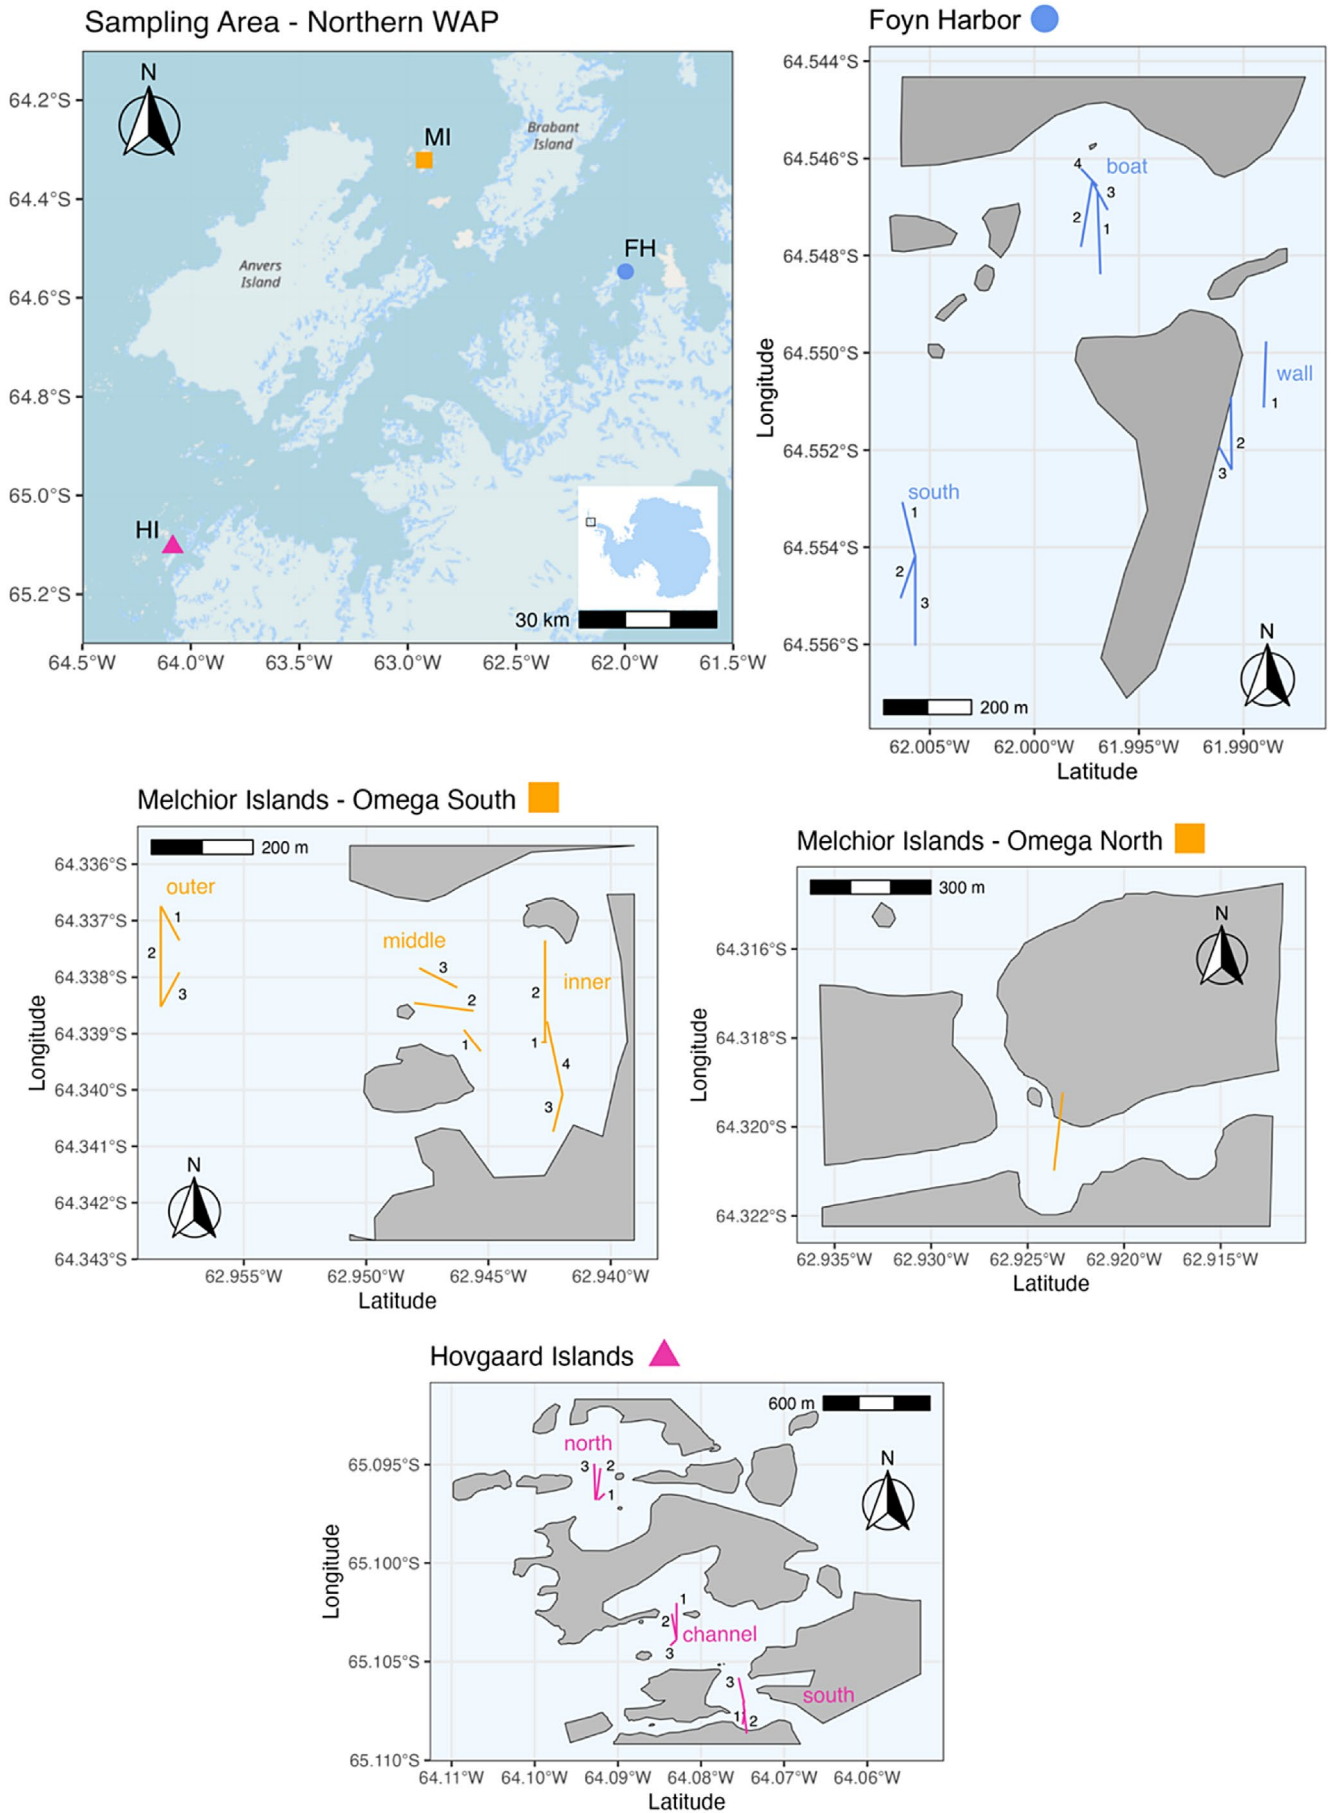 Sampling Area - Northern WAP
N
MI
Brabant
Island
FH
Anvers
Island
HI
30 km
64.2°S
64.4°S
64.6°S
64.8°S
65.0°S
65.2°S
64.5°W 64.0°W 63.5°W 63.0°W 62.5°W 62.0°W 61.5°W
Foyn Harbor
64.544°S
64.546°S
64.548°S
64.550°S
64.552°S
64.554°S
64.556°S
Longitude
4
boat
3
2
1
wall
1
2
3
south
1
2
3
N
200 m
62.005°W 62.000°W 61.995°W 61.990°W
Latitude
Melchior Islands - Omega South
200 m
64.336°S
64.337°S
64.338°S
64.339°S
64.340°S
64.341°S
64.342°S
64.343°S
Longitude
outer
1
2
3
middle
3
2
1
inner
2
1
4
3
N
62.955°W 62.950°W 62.945°W 62.940°W
Latitude
Melchior Islands - Omega North
300 m
N
64.316°S
64.318°S
64.320°S
64.322°S
Longitude
62.935°W 62.930°W 62.925°W 62.920°W 62.915°W
Latitude
Hovgaard Islands
600 m
N
65.095°S
65.100°S
65.105°S
65.110°S
Longitude
north
3 2
1
1
2
channel
3
3
south
1 2
64.11°W 64.10°W 64.09°W 64.08°W 64.07°W 64.06°W
Latitude